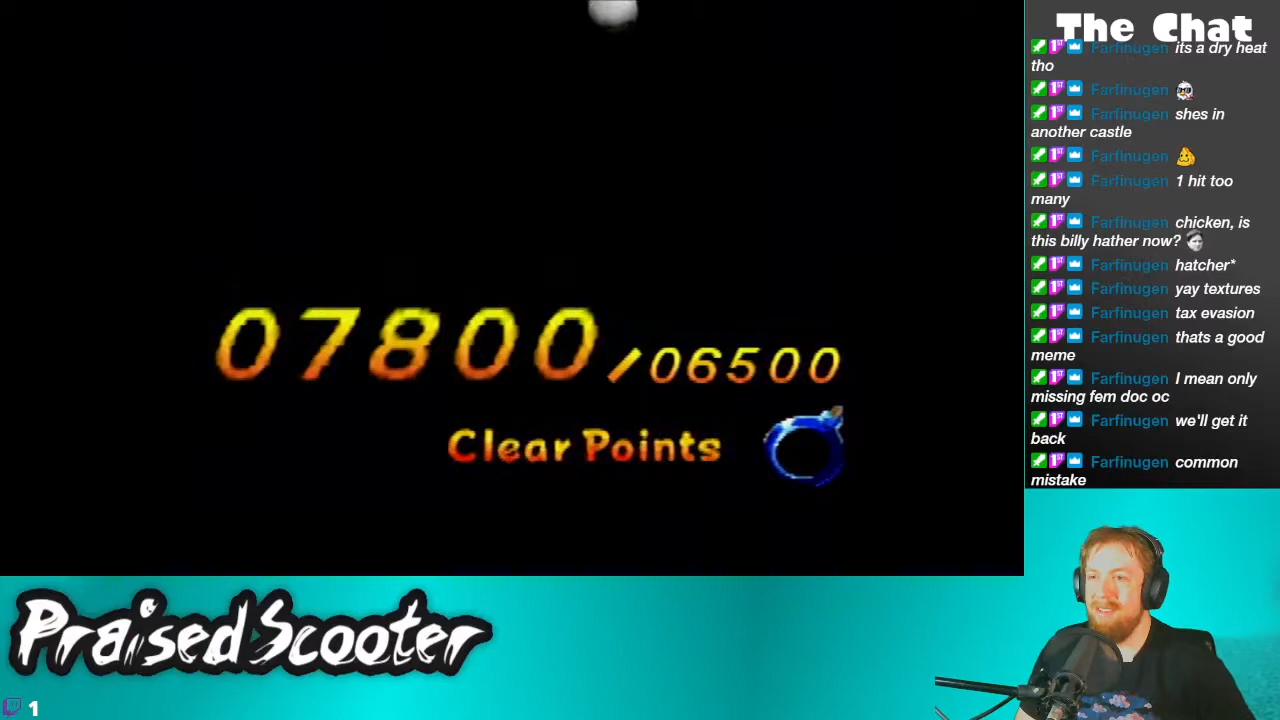 07800/06500
Clear Points
The Chat
Farfinugen its a dry heat
tho
Farfinugen
Farfinugen shes in
another castle
Farfinugen
Farfinugen 1 hit too
many
Farfinugen chicken, is
this billy hather now?
Farfinugen hatcher*
Farfinugen yay textures
Farfinugen tax evasion
Farfinugen thats a good
meme
Farfinugen I mean only
missing fem doc oc
Farfinugen we'll get it
back
Farfinugen common
mistake
PraisedScooter
1